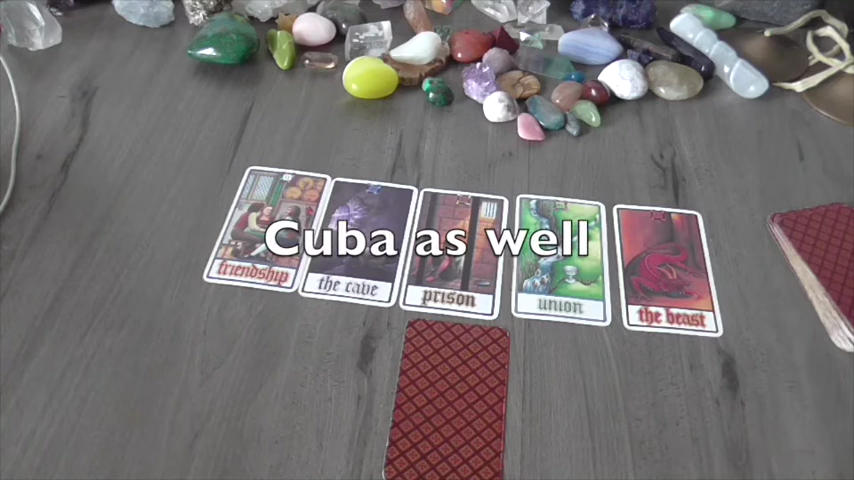 Cuba as well
friendship
the cave
prison
union
the beast